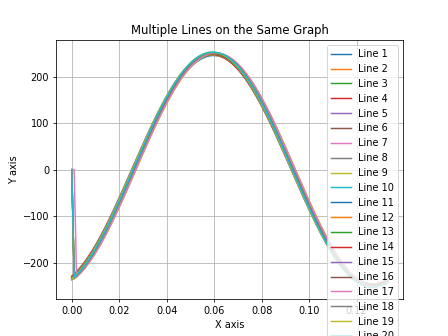 Multiple Lines on the Same Graph
Y axis
200
100
0
−100
−200
0.00
0.02
0.04
0.06
0.08
0.10
X axis
Line 1
Line 2
Line 3
Line 4
Line 5
Line 6
Line 7
Line 8
Line 9
Line 10
Line 11
Line 12
Line 13
Line 14
Line 15
Line 16
Line 17
Line 18
Line 19
Line 20